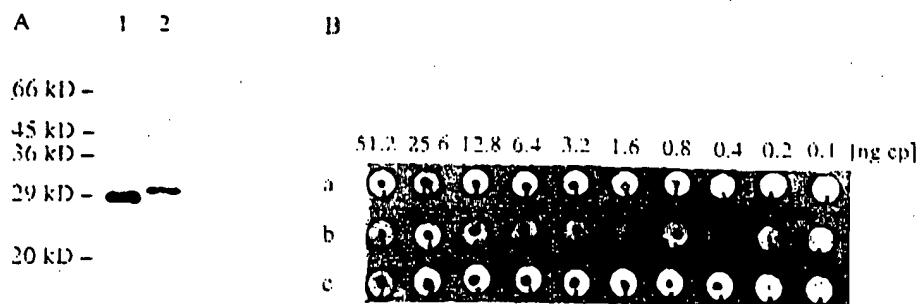 A 1 2 B
66 kD –
45 kD –
36 kD –
29 kD –
20 kD –
51.2 25.6 12.8 6.4 3.2 1.6 0.8 0.4 0.2 0.1 [ng cp]
a
b
c